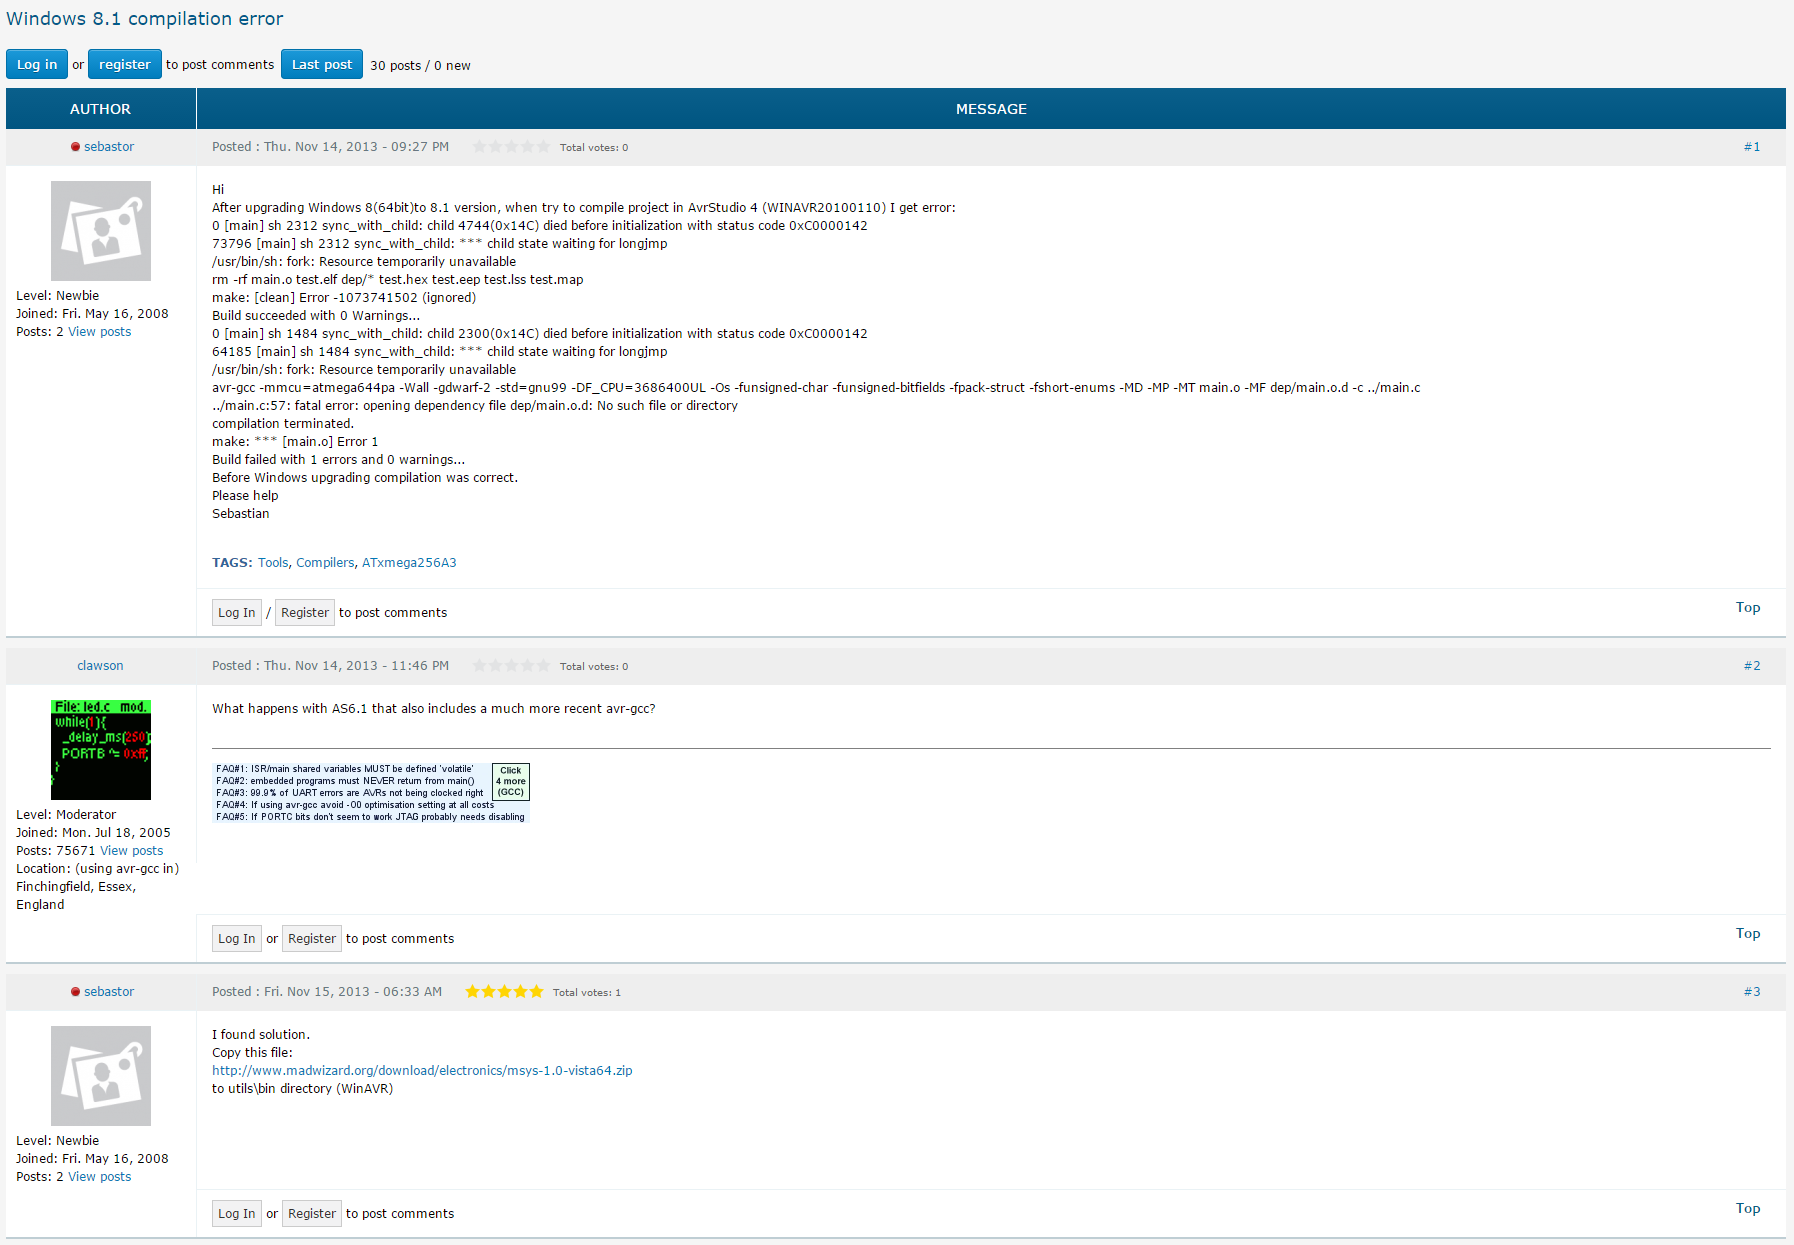 Windows 8.1 compilation error
Log in or register to post comments Last post 30 posts / 0 new
AUTHOR MESSAGE
sebastor Posted : Thu. Nov 14, 2013 - 09:27 PM Total votes: 0 #1
Level: Newbie
Joined: Fri. May 16, 2008
Posts: 2 View posts
Hi
After upgrading Windows 8(64bit)to 8.1 version, when try to compile project in AvrStudio 4 (WINAVR20100110) I get error:
0 [main] sh 2312 sync_with_child: child 4744(0x14C) died before initialization with status code 0xC0000142
73796 [main] sh 2312 sync_with_child: *** child state waiting for longjmp
/usr/bin/sh: fork: Resource temporarily unavailable
rm -rf main.o test.elf dep/* test.hex test.eep test.lss test.map
make: [clean] Error -1073741502 (ignored)
Build succeeded with 0 Warnings...
0 [main] sh 1484 sync_with_child: child 2300(0x14C) died before initialization with status code 0xC0000142
64185 [main] sh 1484 sync_with_child: *** child state waiting for longjmp
/usr/bin/sh: fork: Resource temporarily unavailable
avr-gcc -mmcu=atmega644pa -Wall -gdwarf-2 -std=gnu99 -DF_CPU=3686400UL -Os -funsigned-char -funsigned-bitfields -fpack-struct -fshort-enums -MD -MP -MT main.o -MF dep/main.o.d -c ../main.c
../main.c:57: fatal error: opening dependency file dep/main.o.d: No such file or directory
compilation terminated.
make: *** [main.o] Error 1
Build failed with 1 errors and 0 warnings...
Before Windows upgrading compilation was correct.
Please help
Sebastian
TAGS: Tools, Compilers, ATxmega256A3
Log In / Register to post comments Top
clawson Posted : Thu. Nov 14, 2013 - 11:46 PM Total votes: 0 #2
File: led.c mod.
while(1){
_delay_ms(250);
PORTB ^= 0xff;
}
}
Level: Moderator
Joined: Mon. Jul 18, 2005
Posts: 75671 View posts
Location: (using avr-gcc in)
Finchingfield, Essex,
England
What happens with AS6.1 that also includes a much more recent avr-gcc?
FAQ#1: ISR/main shared variables MUST be defined 'volatile'
FAQ#2: embedded programs must NEVER return from main()
FAQ#3: 99.9% of UART errors are AVRs not being clocked right
FAQ#4: If using avr-gcc avoid -O0 optimisation setting at all costs
FAQ#5: If PORTC bits don't seem to work JTAG probably needs disabling
Click
4 more
(GCC)
Log In or Register to post comments Top
sebastor Posted : Fri. Nov 15, 2013 - 06:33 AM Total votes: 1 #3
Level: Newbie
Joined: Fri. May 16, 2008
Posts: 2 View posts
I found solution.
Copy this file:
http://www.madwizard.org/download/electronics/msys-1.0-vista64.zip
to utils\bin directory (WinAVR)
Log In or Register to post comments Top